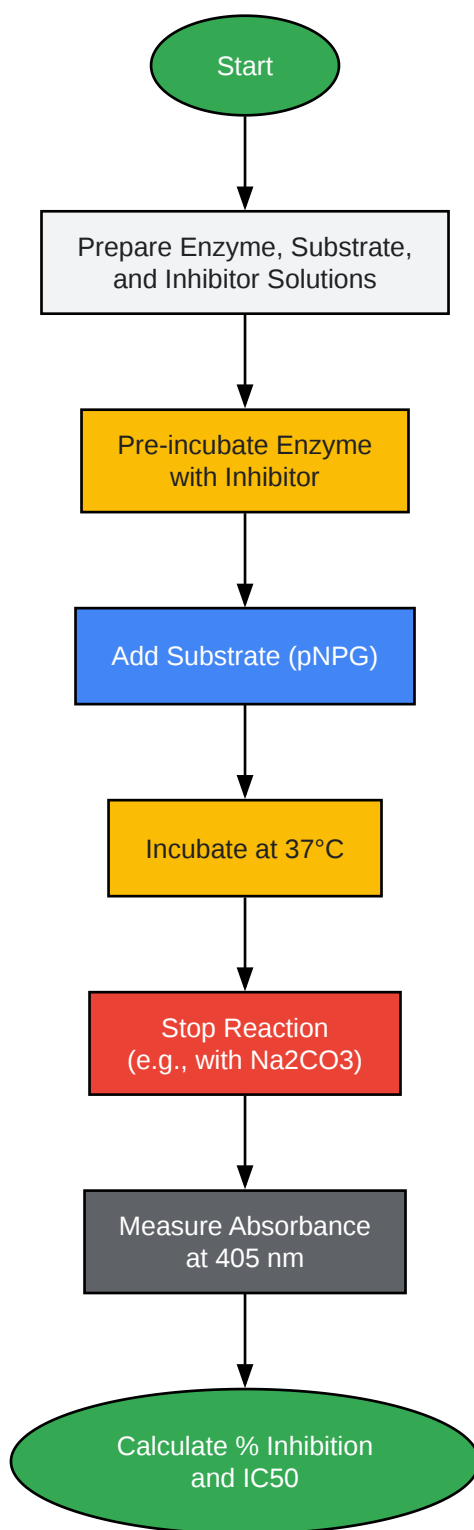 Start
Prepare Enzyme, Substrate,
and Inhibitor Solutions
Pre-incubate Enzyme
with Inhibitor
Add Substrate (pNPG)
Incubate at 37°C
Stop Reaction
(e.g., with Na2CO3)
Measure Absorbance
at 405 nm
Calculate % Inhibition
and IC50